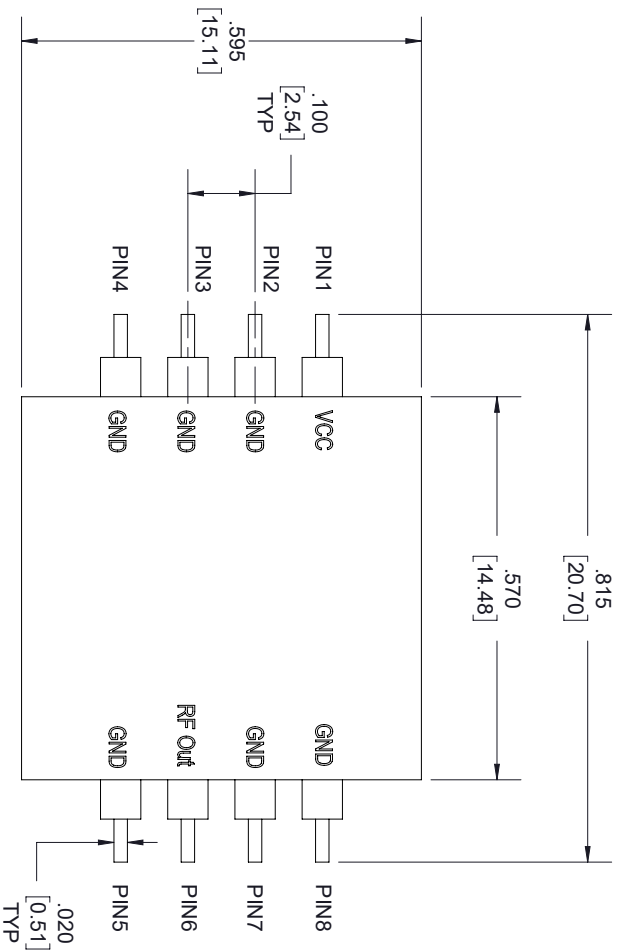 .595
[15.11]
.100
[2.54]
TYP
PIN4
PIN3
PIN2
PIN1
GND
GND
GND
VCC
.815
[20.70]
.570
[14.48]
GND
RF Out
GND
GND
PIN5
PIN6
PIN7
PIN8
.020
[0.51]
TYP